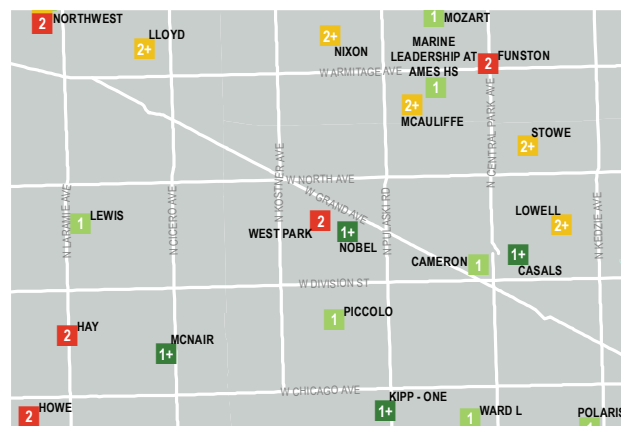 2 NORTHWEST
1 MOZART
LLOYD
2+
2+
NIXON
MARINE
LEADERSHIP AT
AMES HS
1
2
FUNSTON
W ARMITAGE AVE
2+
MCAULIFFE
N CENTRAL PARK AVE
STOWE
2+
N KOSTNER AVE
W NORTH AVE
W GRAND AVE
N LARAMIE AVE
1
LEWIS
N CICERO AVE
WEST PARK
2
1+
NOBEL
N PULASKI RD
LOWELL
2+
N KEDZIE AVE
CAMERON
1
1+
CASALS
W DIVISION ST
1
PICCOLO
2
HAY
1+
MCNAIR
W CHICAGO AVE
2
HOWE
1+
KIPP - ONE
1
WARD L
POLARIS
1